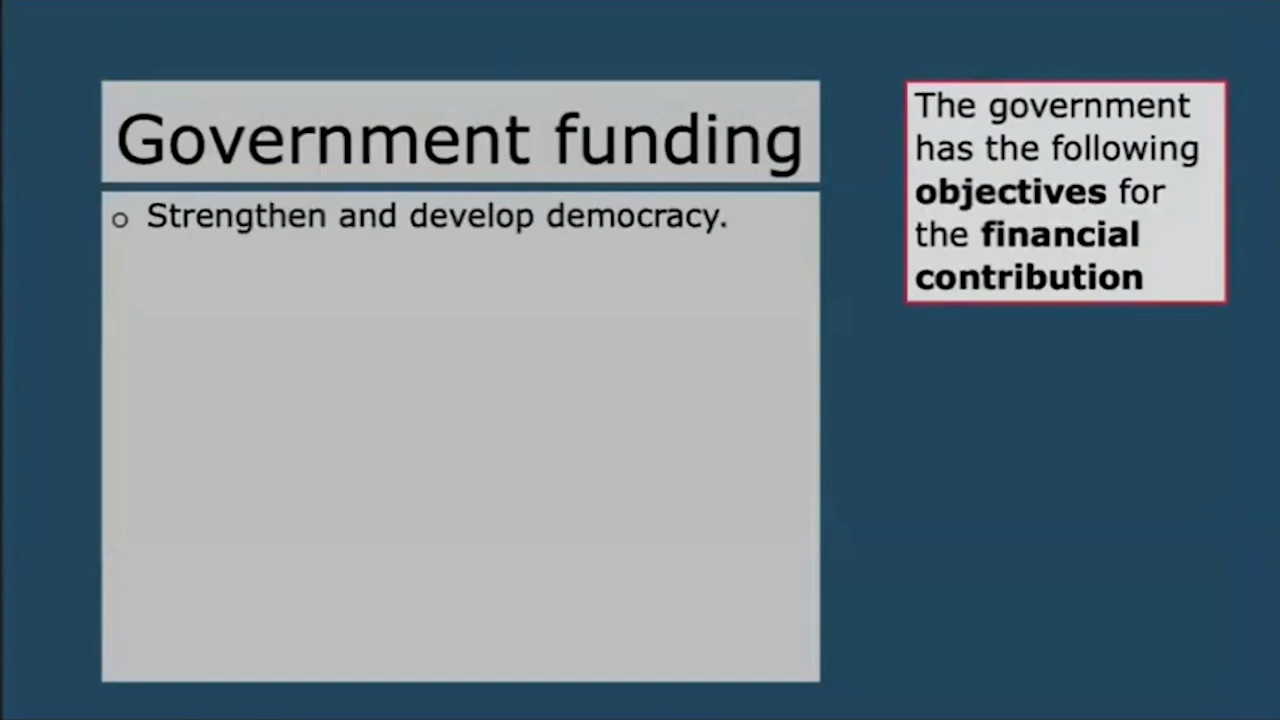 Government funding
o Strengthen and develop democracy.
The government
has the following
objectives for
the financial
contribution